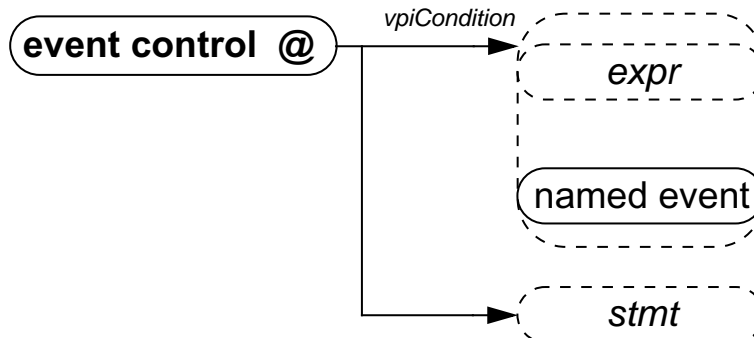 vpiCondition
event control @
expr
named event
stmt